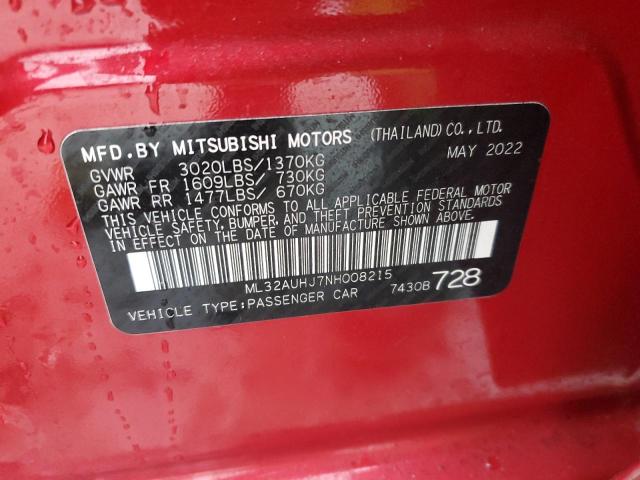 MFD.BY MITSUBISHI MOTORS (THAILAND)CO.,LTD.
GVWR 3020LBS/1370KG MAY 2022
GAWR FR 1609LBS/ 730KG
GAWR RR 1477LBS/ 670KG
THIS VEHICLE CONFORMS TO ALL APPLICABLE FEDERAL MOTOR
VEHICLE SAFETY, BUMPER, AND THEFT PREVENTION STANDARDS
IN EFFECT ON THE DATE OF MANUFACTURE SHOWN ABOVE.
ML32AUHJ7NH008215
VEHICLE TYPE:PASSENGER CAR 7430B 728